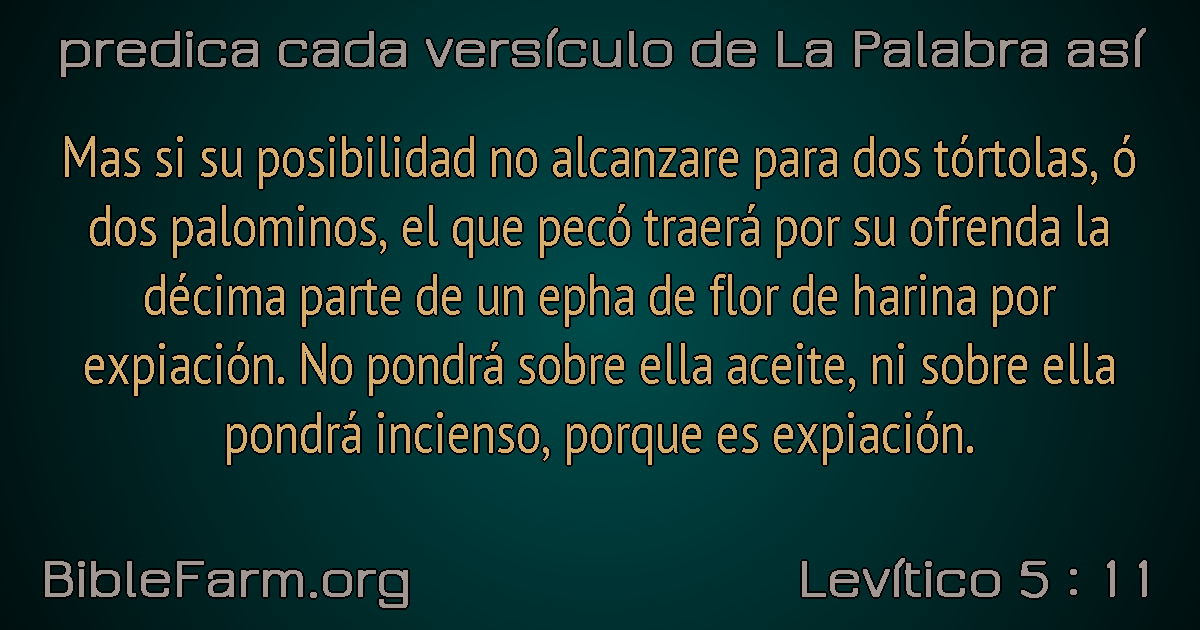 predica cada versículo de La Palabra así
Mas si su posibilidad no alcanzare para dos tórtolas, ó
dos palominos, el que pecó traerá por su ofrenda la
décima parte de un epha de flor de harina por
expiación. No pondrá sobre ella aceite, ni sobre ella
pondrá incienso, porque es expiación.
BibleFarm.org
Levítico 5 : 11